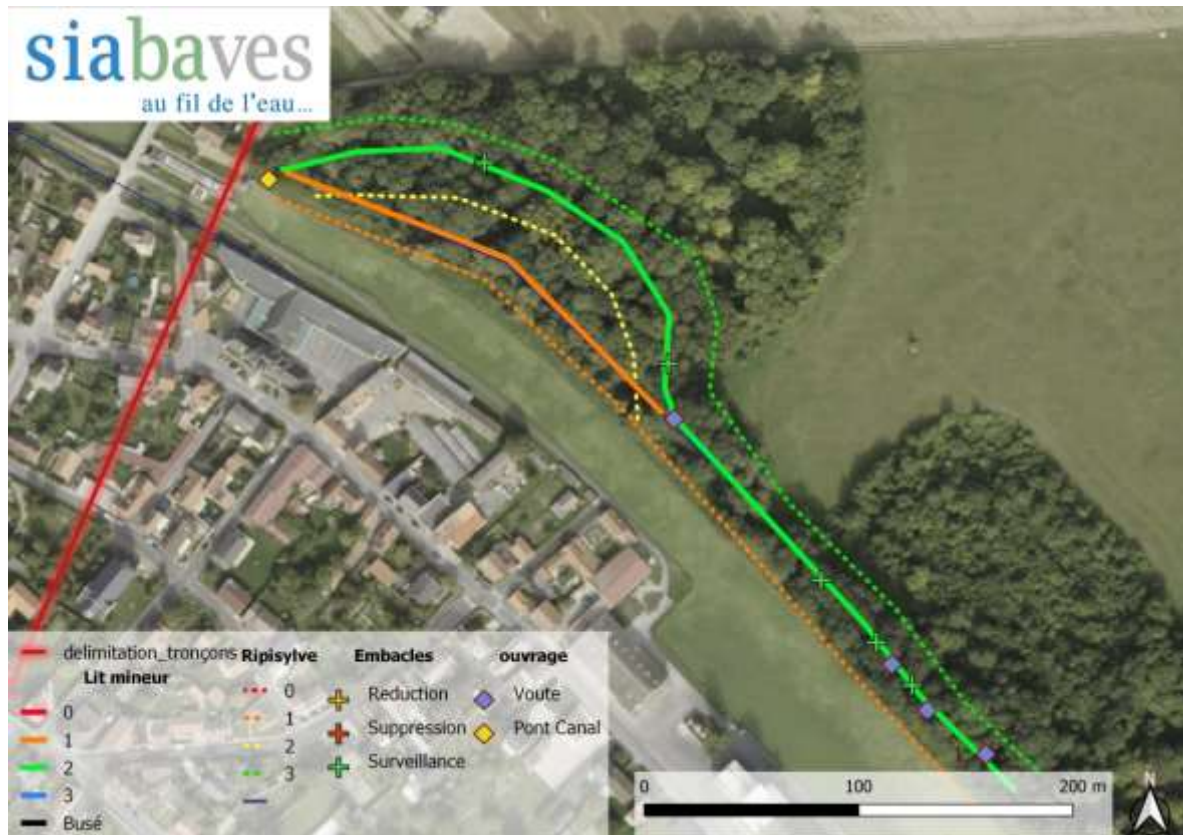 siabaves
au fil de l'eau...
delimitation_tronçons
Lit mineur
0
1
2
3
Busé
Ripisylve
0
1
2
3
Embacles
Reduction
Suppression
Surveillance
ouvrage
Voute
Pont Canal
0 100 200 m
N